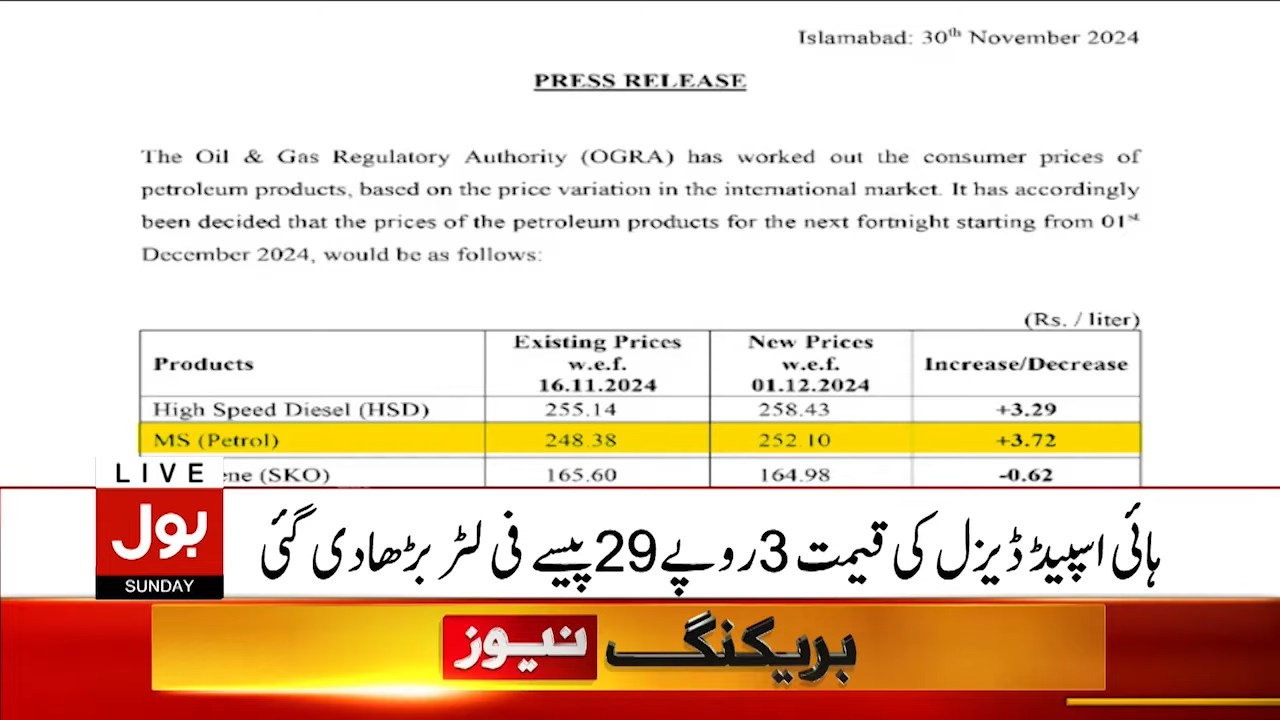 Islamabad: 30th November 2024
PRESS RELEASE
The Oil & Gas Regulatory Authority (OGRA) has worked out the consumer prices of
petroleum products, based on the price variation in the international market. It has accordingly
been decided that the prices of the petroleum products for the next fortnight starting from 01st
December 2024, would be as follows:
(Rs. / liter)
Products Existing Prices w.e.f. 16.11.2024 New Prices w.e.f. 01.12.2024 Increase/Decrease
High Speed Diesel (HSD) 255.14 258.43 +3.29
MS (Petrol) 248.38 252.10 +3.72
ene (SKO) 165.60 164.98 -0.62
LIVE
بول
SUNDAY
ہائی اسپیڈ ڈیزل کی قیمت 3 روپے 29 پیسے فی لٹر بڑھا دی گئی
بریکنگ نیوز